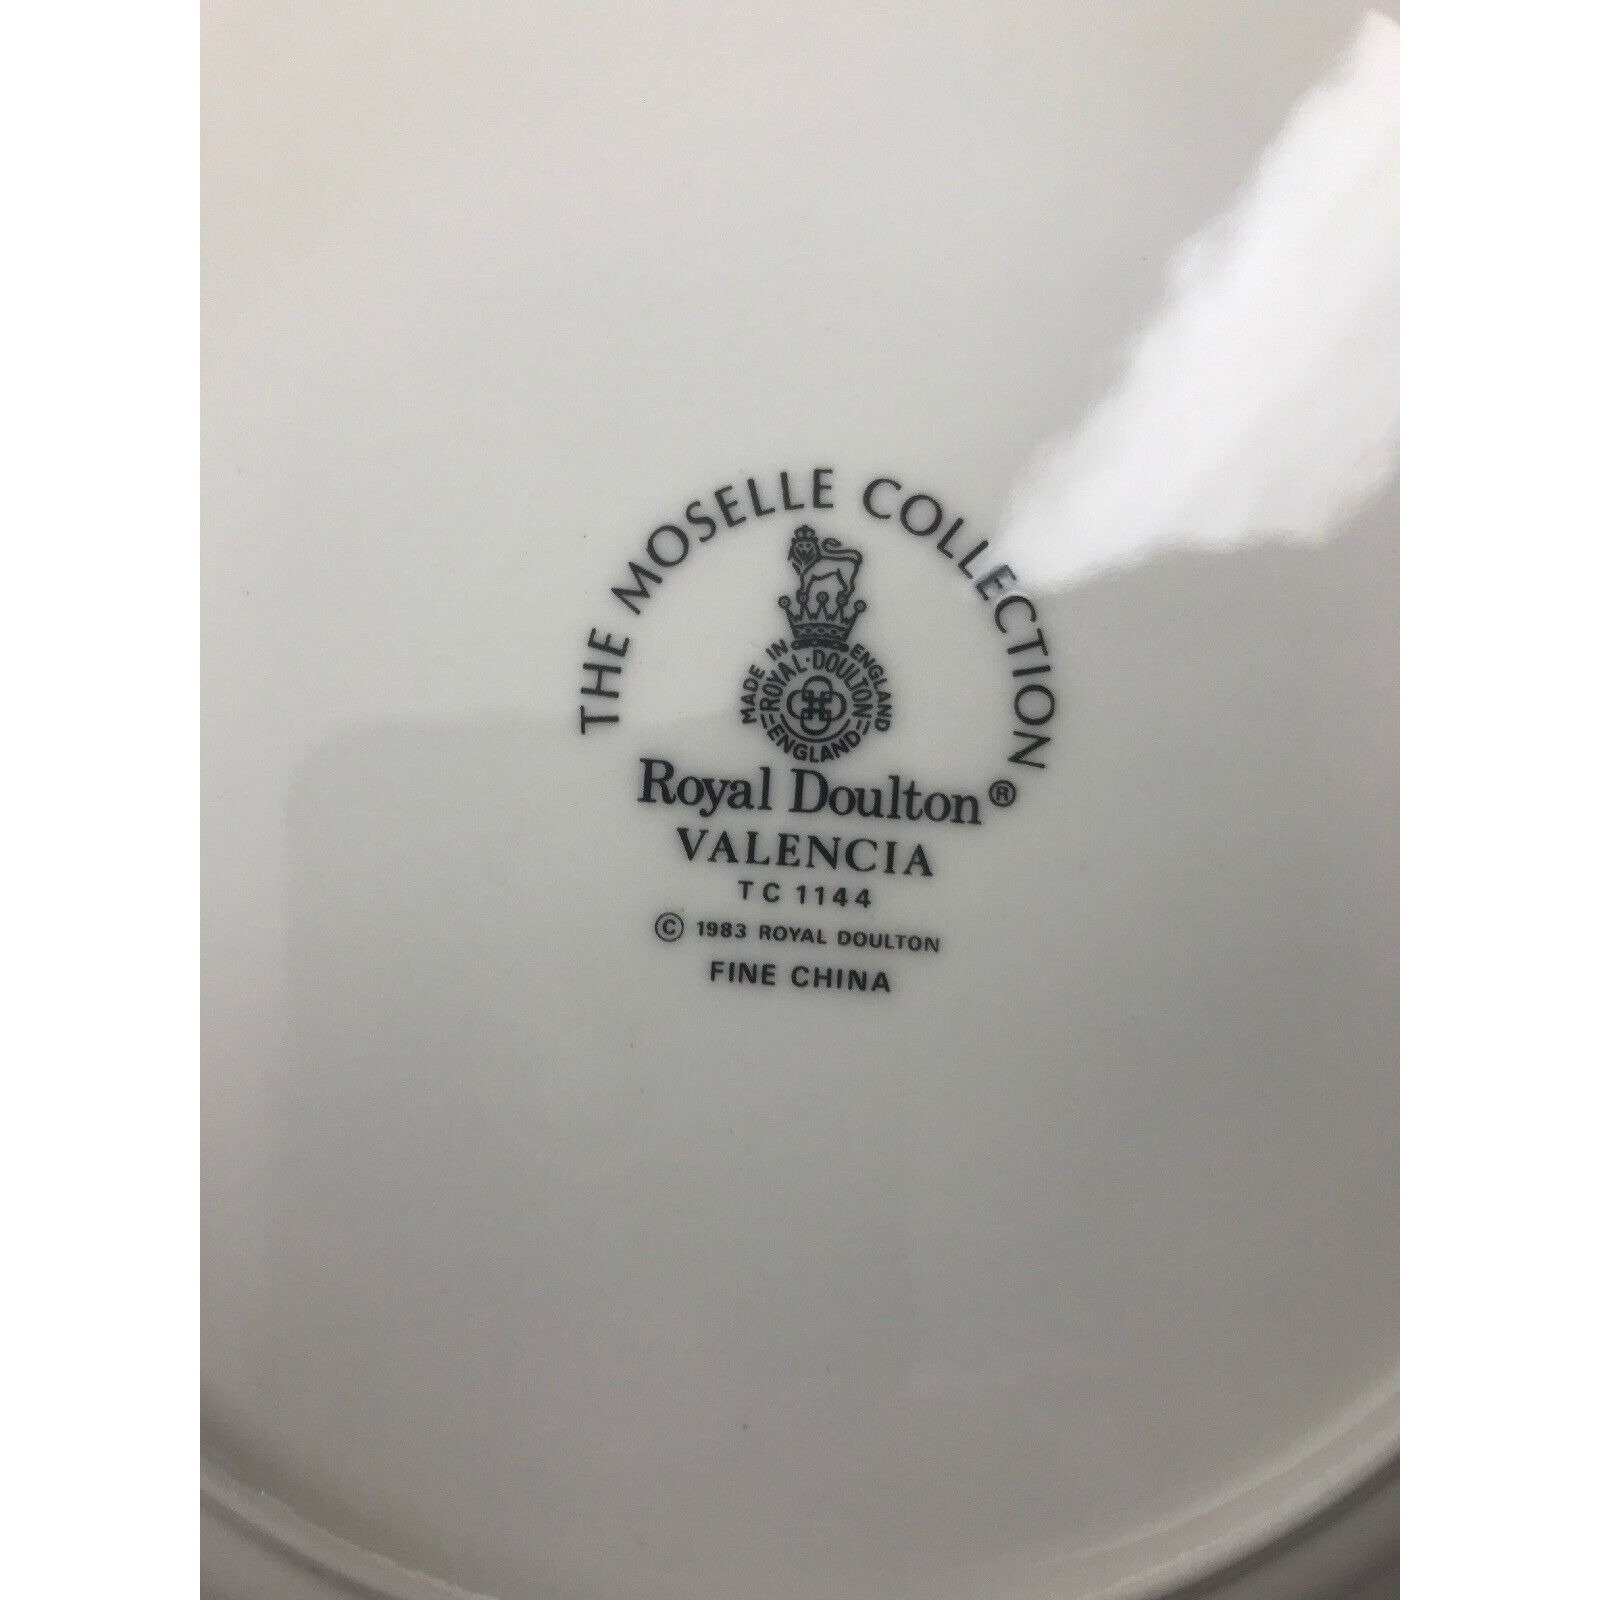 THE MOSELLE COLLECTION
MADE IN ENGLAND
ROYAL·DOULTON
ENGLAND
Royal Doulton®
VALENCIA
TC 1144
© 1983 ROYAL DOULTON
FINE CHINA